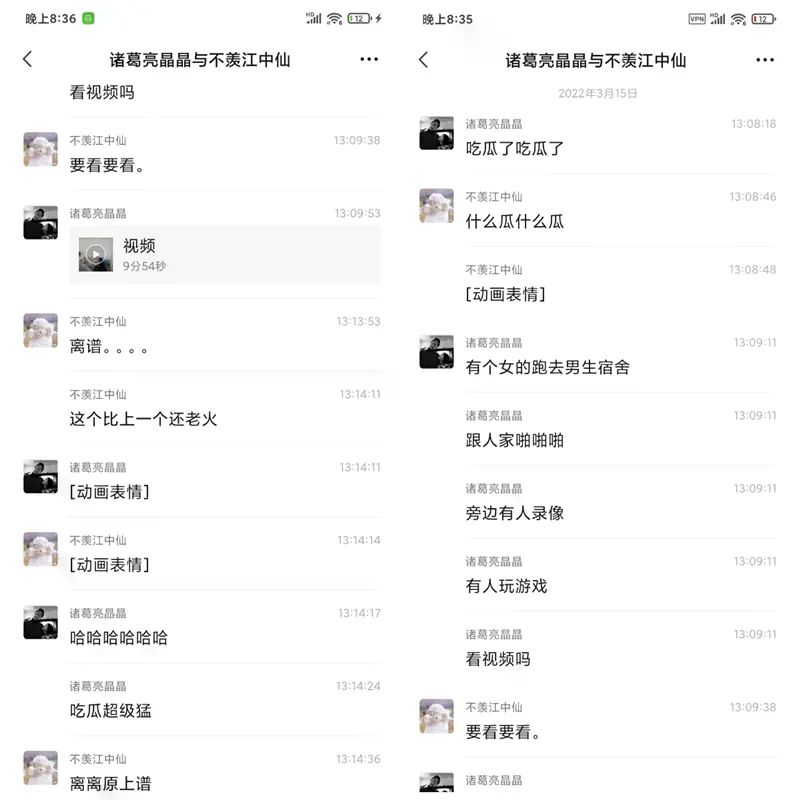 晚上8:36
HD
12
诸葛亮晶晶与不羡江中仙
看视频吗
不羡江中仙
13:09:38
要看要看。
诸葛亮晶晶
13:09:53
视频
9分54秒
不羡江中仙
13:13:53
离谱。。。。
不羡江中仙
13:14:11
这个比上一个还老火
诸葛亮晶晶
13:14:11
[动画表情]
不羡江中仙
13:14:14
[动画表情]
诸葛亮晶晶
13:14:17
哈哈哈哈哈哈
诸葛亮晶晶
13:14:24
吃瓜超级猛
不羡江中仙
13:14:36
离离原上谱
晚上8:35
VPN
HD
12
诸葛亮晶晶与不羡江中仙
2022年3月15日
诸葛亮晶晶
13:08:18
吃瓜了吃瓜了
不羡江中仙
13:08:46
什么瓜什么瓜
不羡江中仙
13:08:48
[动画表情]
诸葛亮晶晶
13:09:11
有个女的跑去男生宿舍
诸葛亮晶晶
13:09:11
跟人家啪啪啪
诸葛亮晶晶
13:09:11
旁边有人录像
诸葛亮晶晶
13:09:11
有人玩游戏
诸葛亮晶晶
13:09:11
看视频吗
不羡江中仙
13:09:38
要看要看。
诸葛亮晶晶